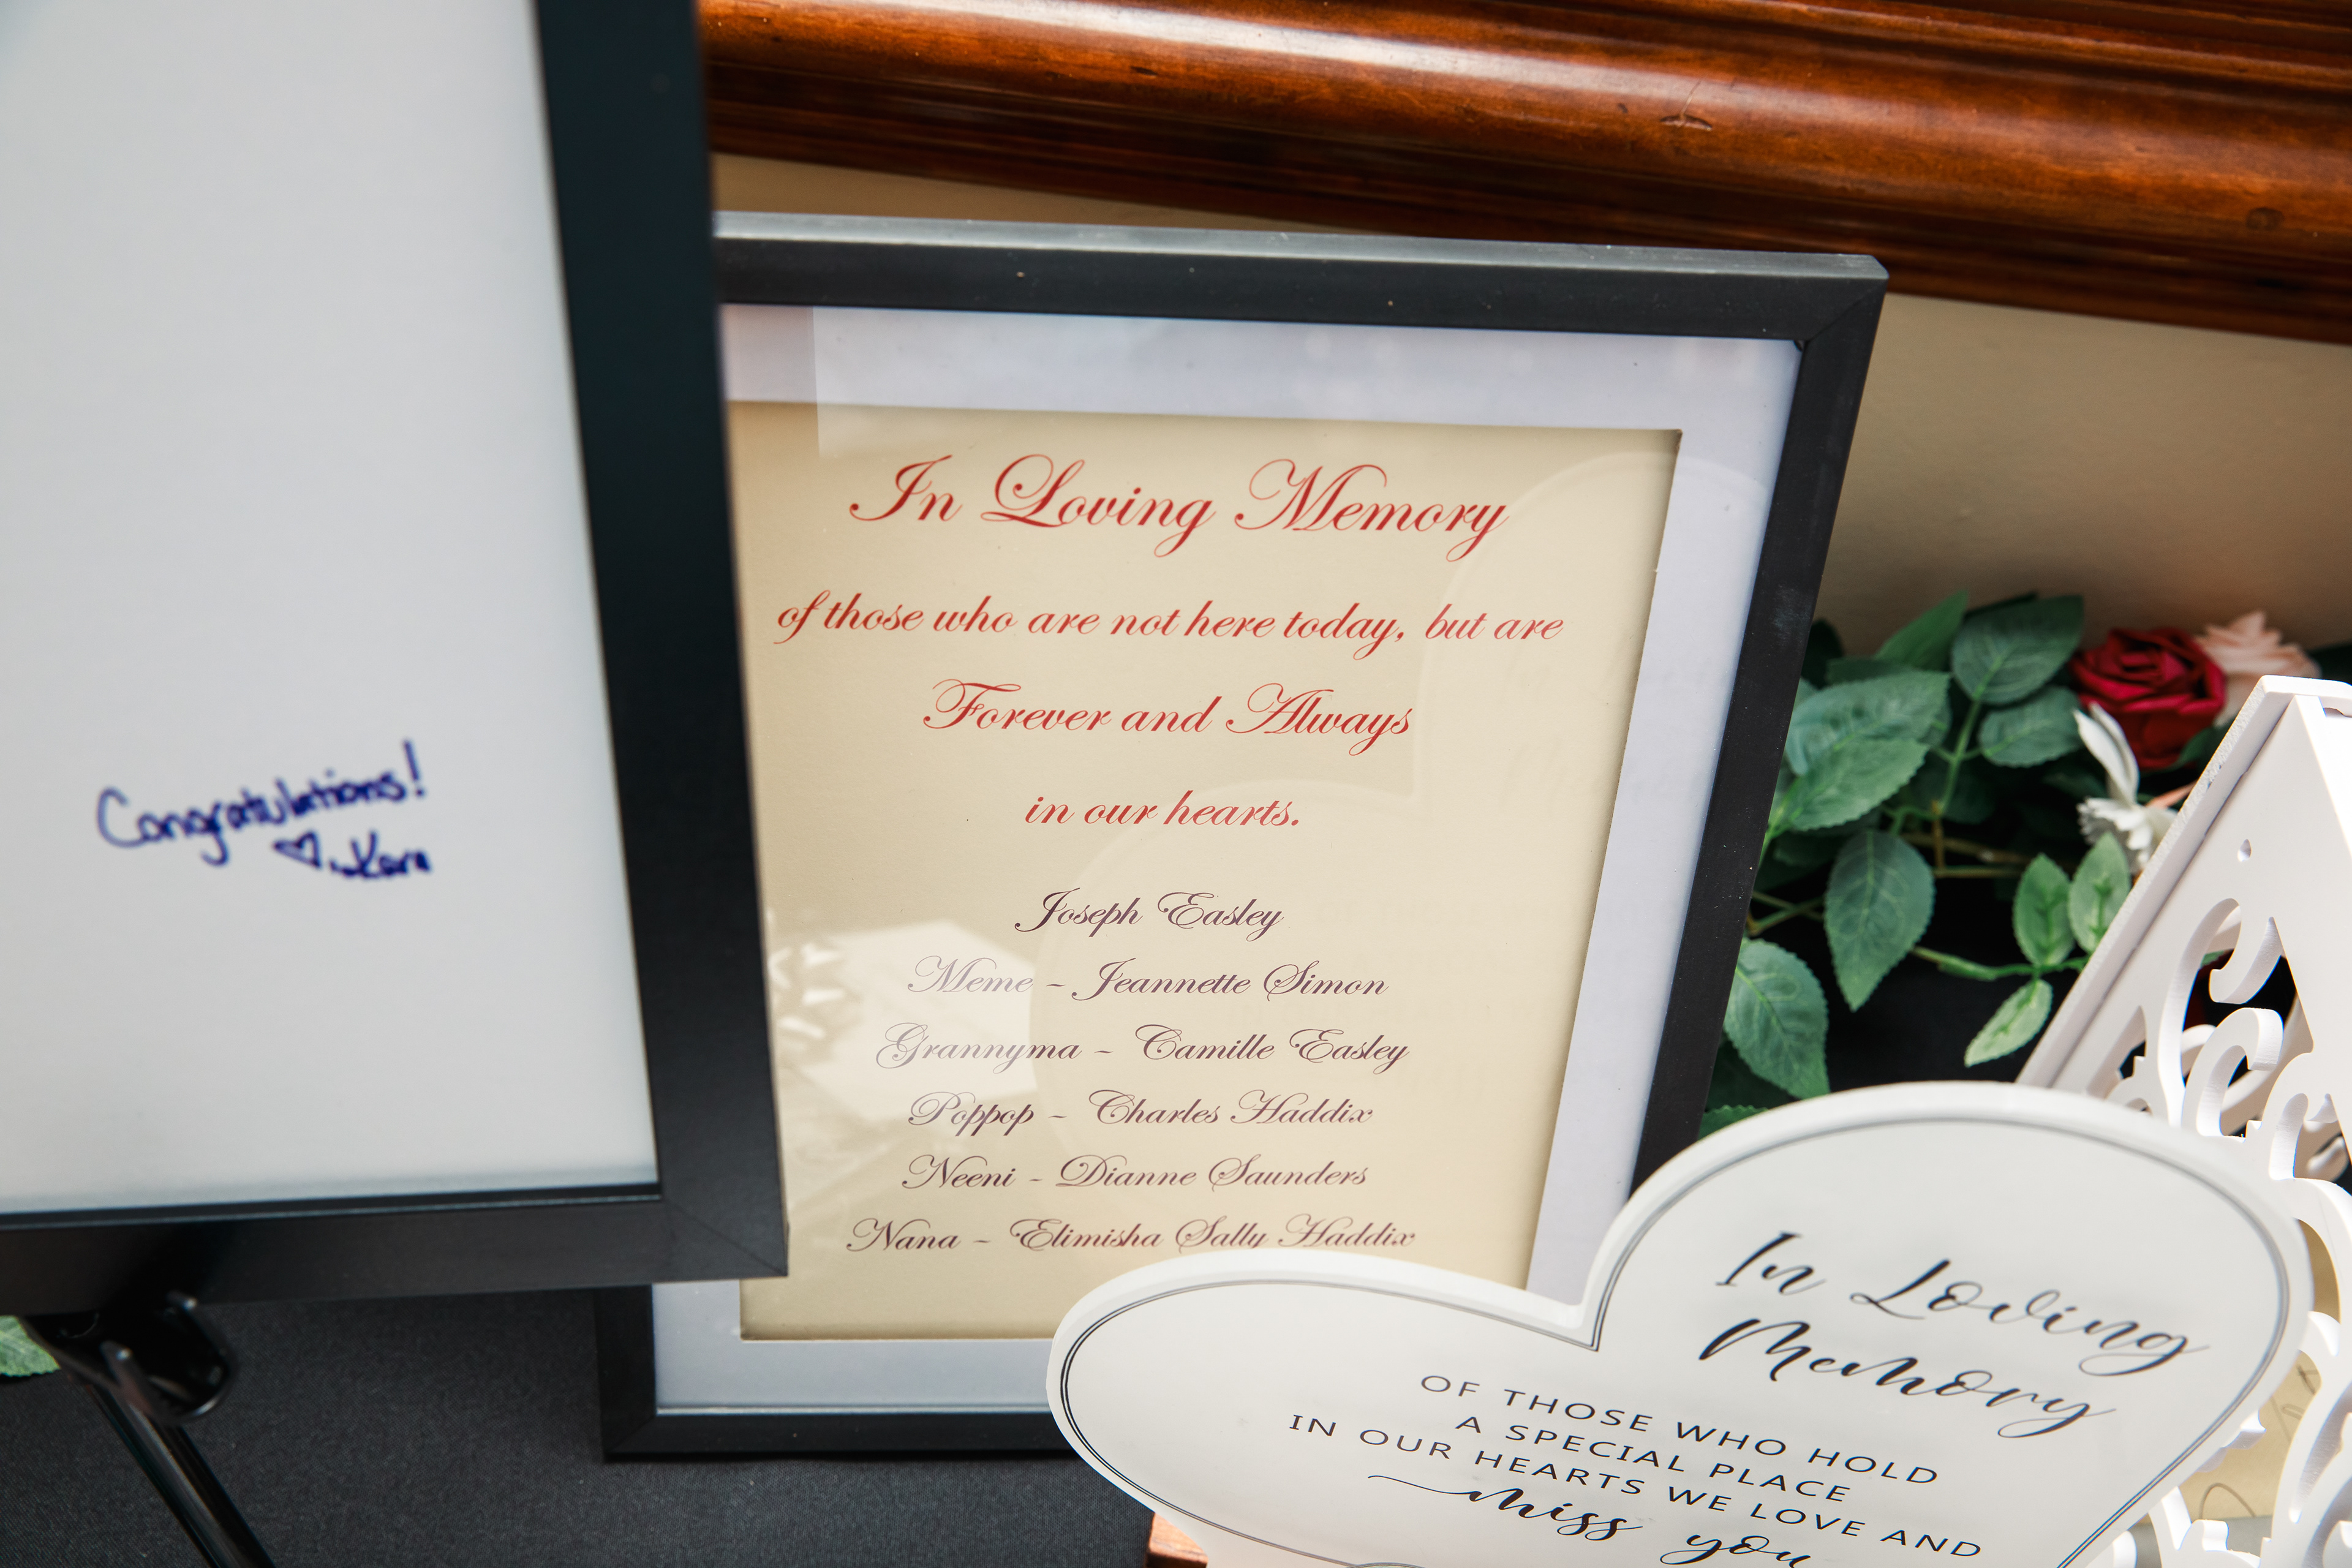 Congratulations!
♡, Kara
In Loving Memory
of those who are not here today, but are
Forever and Always
in our hearts.
Joseph Easley
Meme - Jeannette Simon
Grannyma - Camille Easley
Poppop - Charles Haddix
Neeni - Dianne Saunders
Nana - Elimisha Sally Haddix
In Loving
Memory
OF THOSE WHO HOLD
A SPECIAL PLACE
IN OUR HEARTS WE LOVE AND
miss you